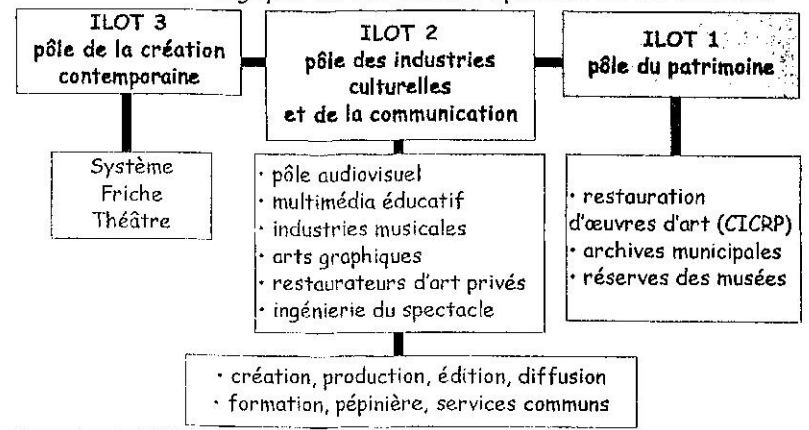 ILOT 3
pôle de la création
contemporaine
ILOT 2
pôle des industries
culturelles
et de la communication
ILOT 1
pôle du patrimoine
Système
Friche
Théâtre
· pôle audiovisuel
· multimédia éducatif
· industries musicales
· arts graphiques
· restaurateurs d'art privés
· ingénierie du spectacle
· restauration
d'œuvres d'art (CICRP)
· archives municipales
· réserves des musées
· création, production, édition, diffusion
· formation, pépinière, services communs